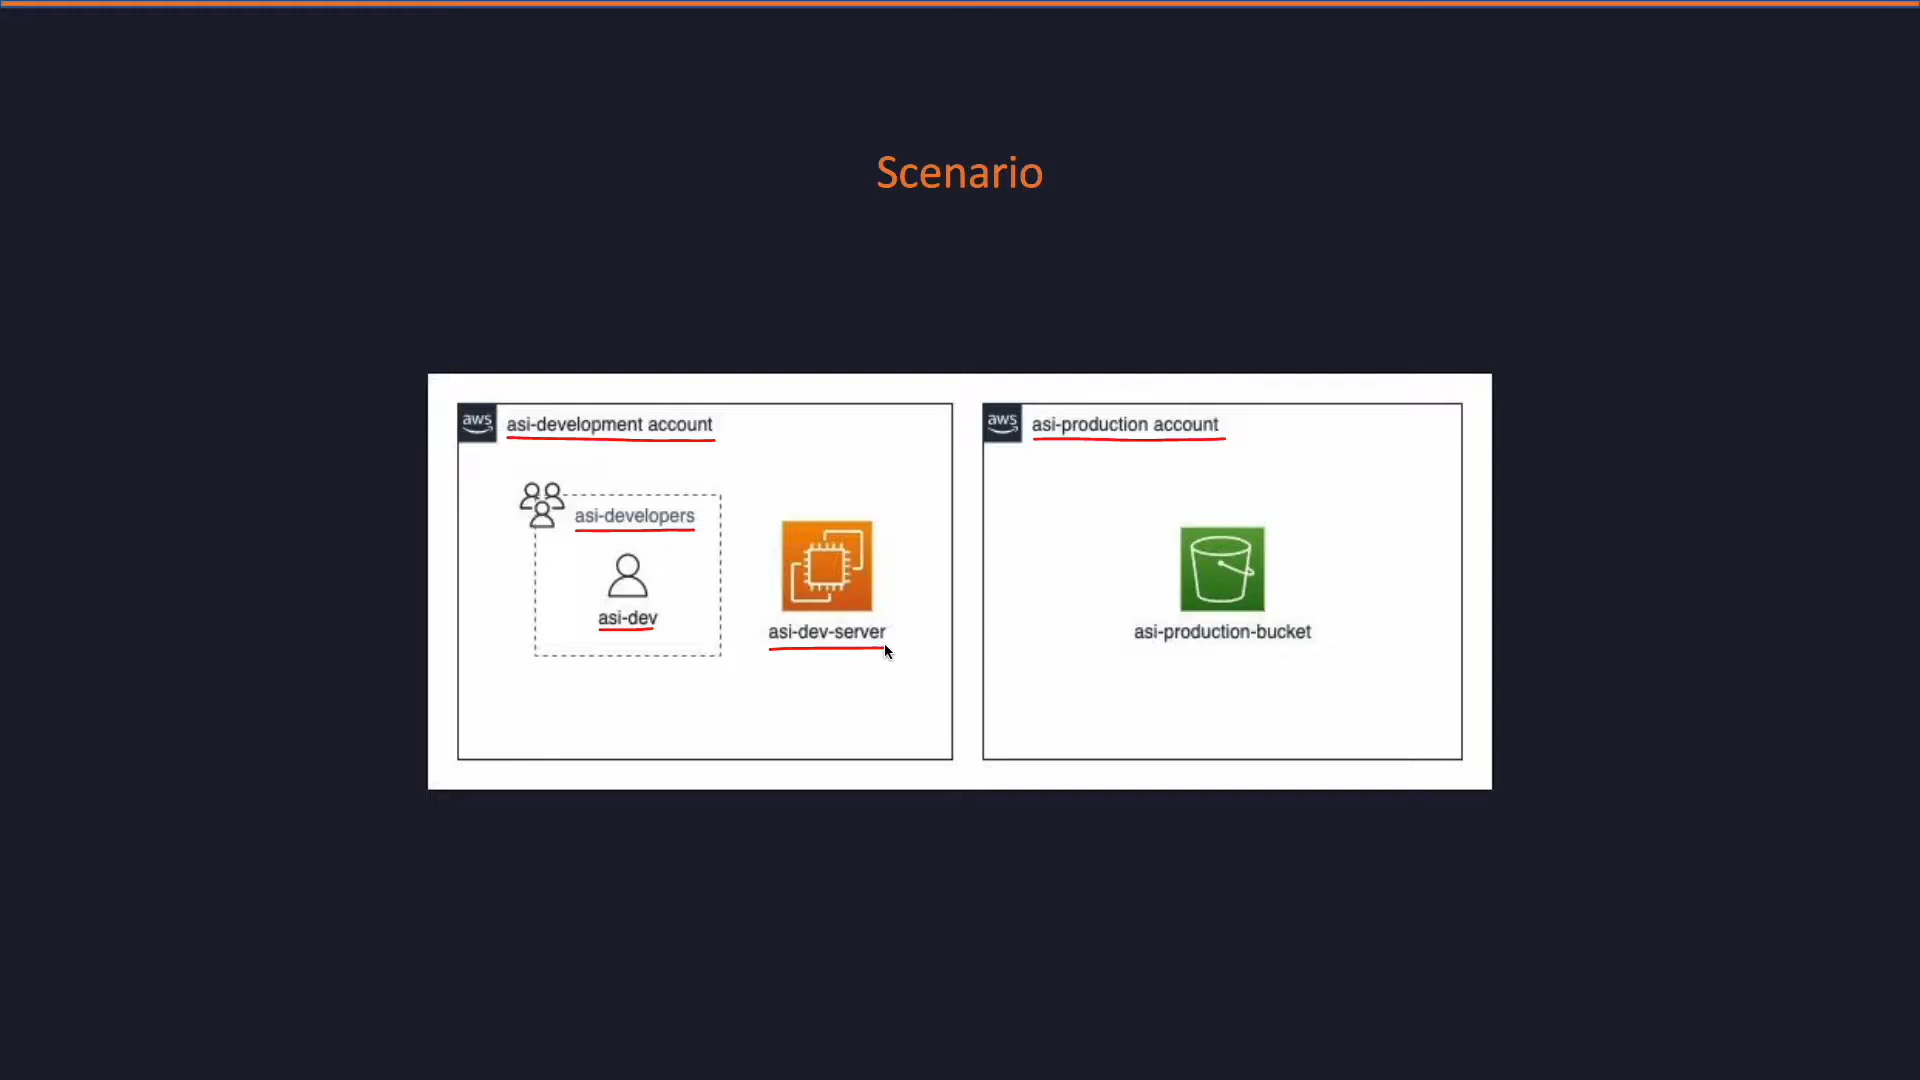 Scenario
aws
asi-development account
asi-developers
asi-dev
asi-dev-server
aws
asi-production account
asi-production-bucket